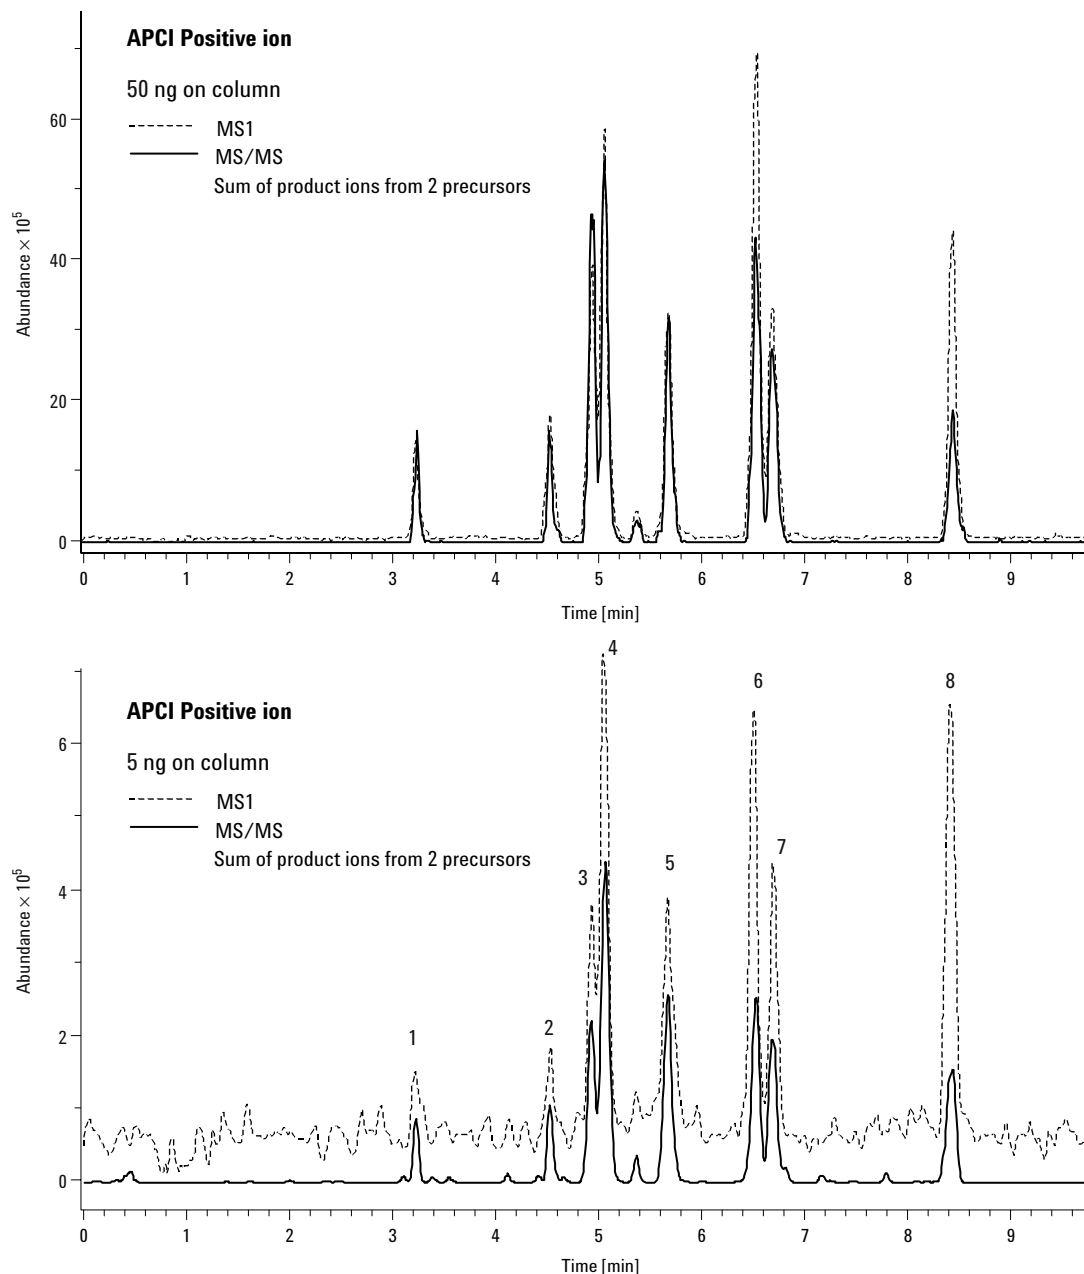 APCI Positive ion
50 ng on column
MS1
MS/MS
Sum of product ions from 2 precursors
Abundance × 10⁵
60
40
20
0
0 1 2 3 4 5 6 7 8 9
Time [min]
APCI Positive ion
5 ng on column
MS1
MS/MS
Sum of product ions from 2 precursors
Abundance × 10⁵
6
4
2
0
1
2
3
4
5
6
7
8
0 1 2 3 4 5 6 7 8 9
Time [min]